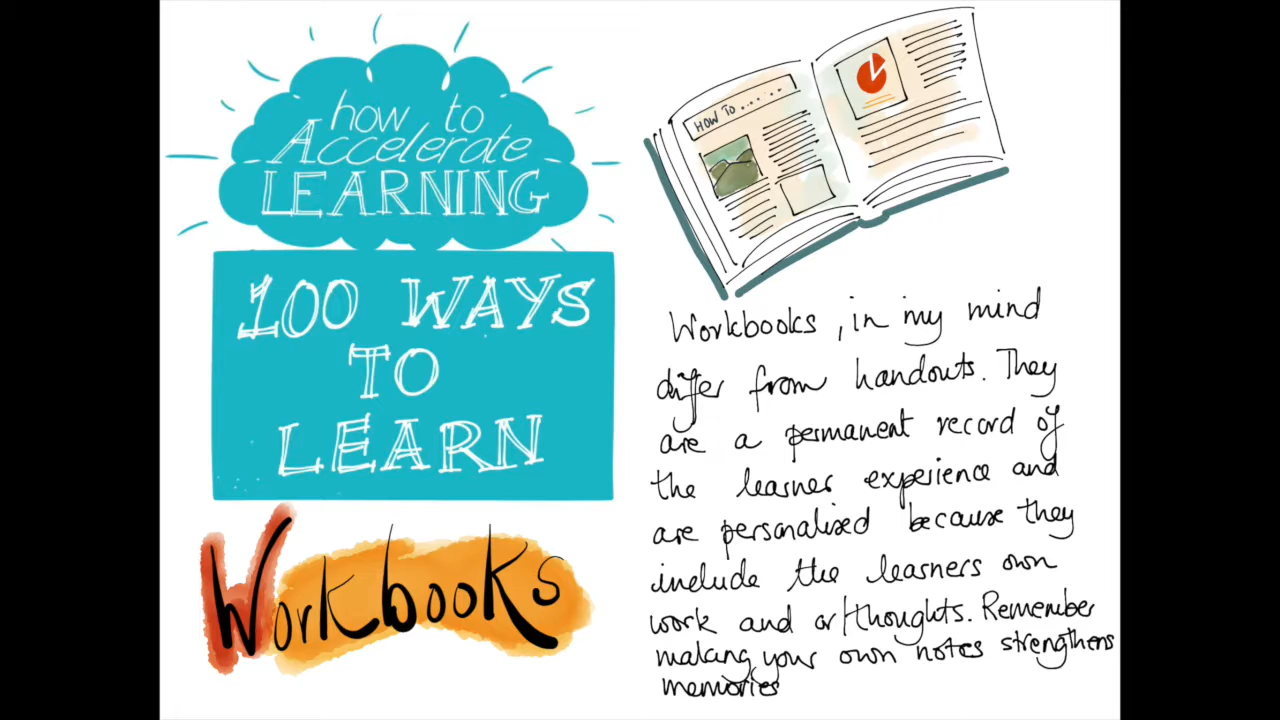 how to
Accelerate
LEARNING
100 WAYS
TO
LEARN
Workbooks
HOW TO.......
Workbooks, in my mind
differ from handouts. They
are a permanent record of
the learner experience and
are personalised because they
include the learners own
work and or/thoughts. Remember
making your own notes strengthens
memories